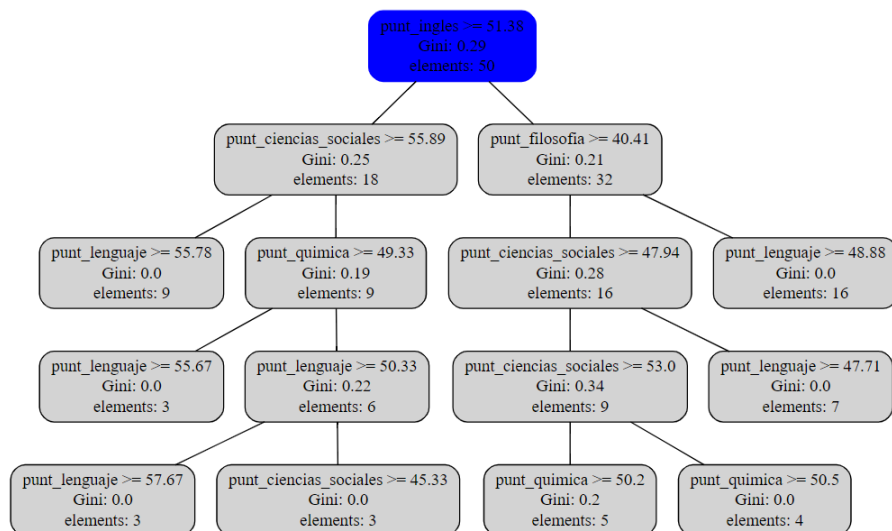 punt_ingles >= 51.38
Gini: 0.29
elements: 50
punt_ciencias_sociales >= 55.89
Gini: 0.25
elements: 18
punt_filosofia >= 40.41
Gini: 0.21
elements: 32
punt_lenguaje >= 55.78
Gini: 0.0
elements: 9
punt_quimica >= 49.33
Gini: 0.19
elements: 9
punt_ciencias_sociales >= 47.94
Gini: 0.28
elements: 16
punt_lenguaje >= 48.88
Gini: 0.0
elements: 16
punt_lenguaje >= 55.67
Gini: 0.0
elements: 3
punt_lenguaje >= 50.33
Gini: 0.22
elements: 6
punt_ciencias_sociales >= 53.0
Gini: 0.34
elements: 9
punt_lenguaje >= 47.71
Gini: 0.0
elements: 7
punt_lenguaje >= 57.67
Gini: 0.0
elements: 3
punt_ciencias_sociales >= 45.33
Gini: 0.0
elements: 3
punt_quimica >= 50.2
Gini: 0.2
elements: 5
punt_quimica >= 50.5
Gini: 0.0
elements: 4